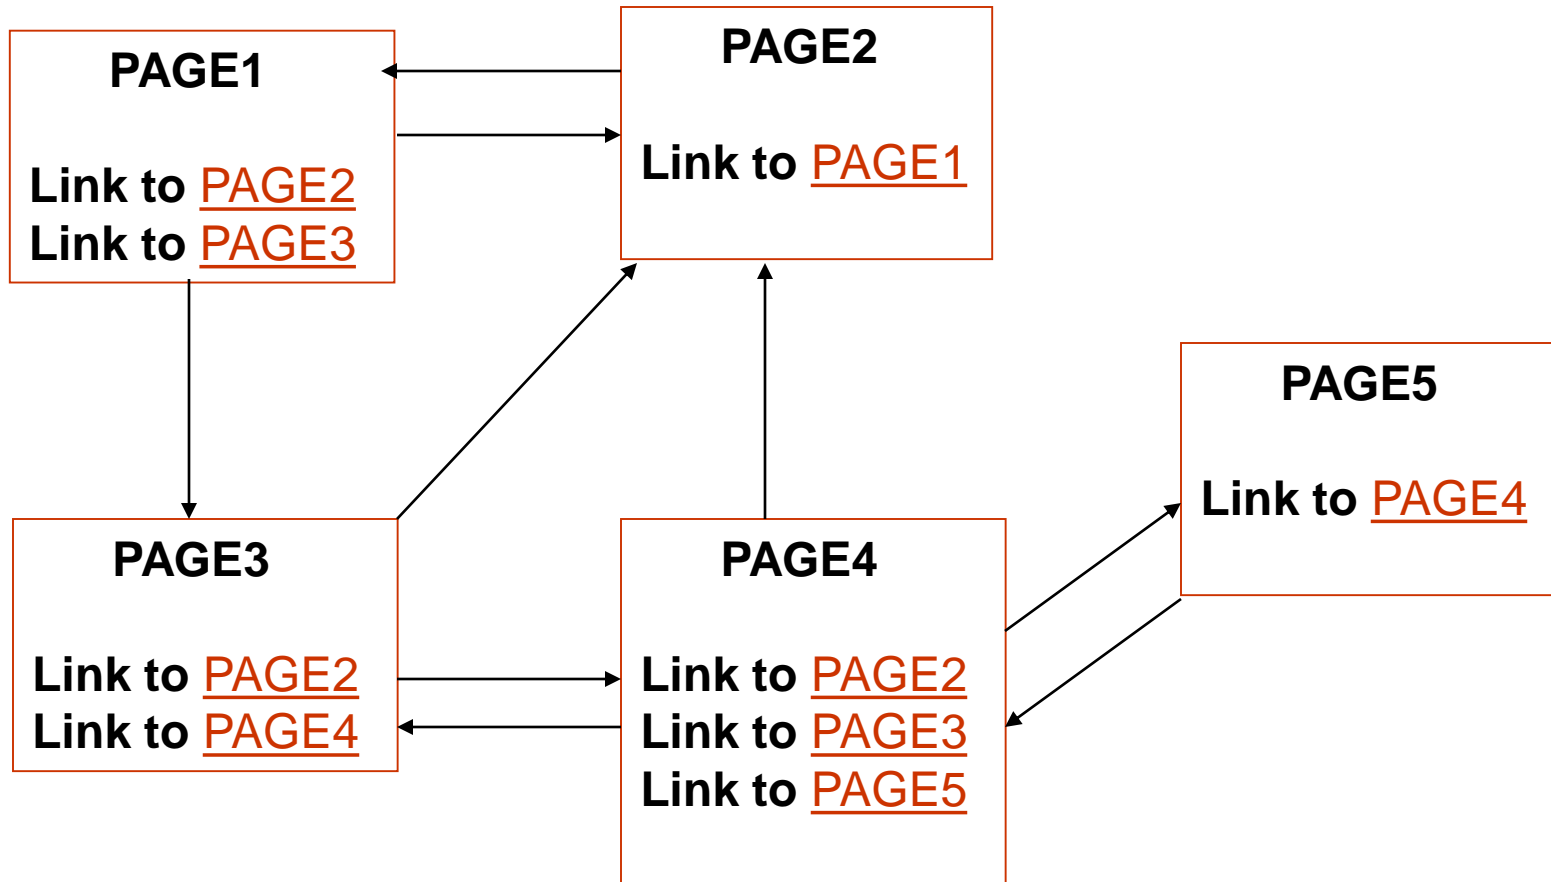 PAGE1
Link to PAGE2
Link to PAGE3
PAGE2
Link to PAGE1
PAGE3
Link to PAGE2
Link to PAGE4
PAGE4
Link to PAGE2
Link to PAGE3
Link to PAGE5
PAGE5
Link to PAGE4